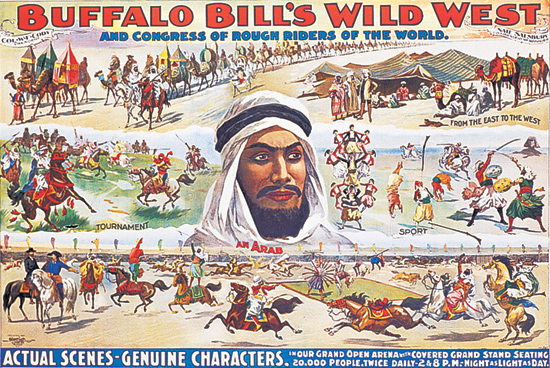 BUFFALO BILL'S WILD WEST
AND CONGRESS OF ROUGH RIDERS OF THE WORLD.
COL. W.F. CODY
NATE SALSBURY
FROM THE EAST TO THE WEST
TOURNAMENT
AN ARAB
SPORT
ACTUAL SCENES-GENUINE CHARACTERS.
IN OUR GRAND OPEN ARENA WITH COVERED GRAND STAND SEATING
20,000 PEOPLE. TWICE DAILY-2 & 8 P.M.-NIGHT AS LIGHT AS DAY.